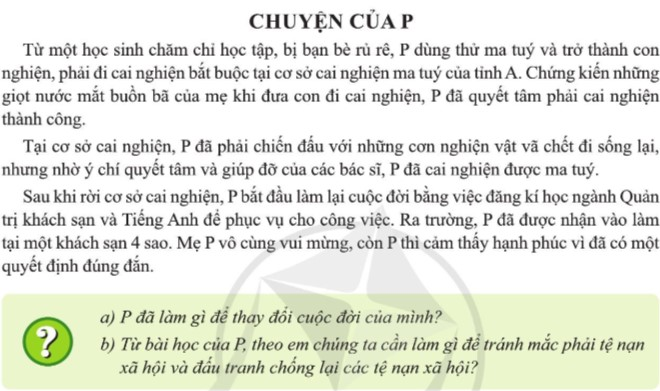 CHUYỆN CỦA P
Từ một học sinh chăm chỉ học tập, bị bạn bè rủ rê, P dùng thử ma tuý và trở thành con
nghiện, phải đi cai nghiện bắt buộc tại cơ sở cai nghiện ma tuý của tỉnh A. Chứng kiến những
giọt nước mắt buồn bã của mẹ khi đưa con đi cai nghiện, P đã quyết tâm phải cai nghiện
thành công.
Tại cơ sở cai nghiện, P đã phải chiến đấu với những cơn nghiện vật vã chết đi sống lại,
nhưng nhờ ý chí quyết tâm và giúp đỡ của các bác sĩ, P đã cai nghiện được ma tuý.
Sau khi rời cơ sở cai nghiện, P bắt đầu làm lại cuộc đời bằng việc đăng kí học ngành Quản
trị khách sạn và Tiếng Anh để phục vụ cho công việc. Ra trường, P đã được nhận vào làm
tại một khách sạn 4 sao. Mẹ P vô cùng vui mừng, còn P thì cảm thấy hạnh phúc vì đã có một
quyết định đúng đắn.
?
a) P đã làm gì để thay đổi cuộc đời của mình?
b) Từ bài học của P, theo em chúng ta cần làm gì để tránh mắc phải tệ nạn
xã hội và đấu tranh chống lại các tệ nạn xã hội?